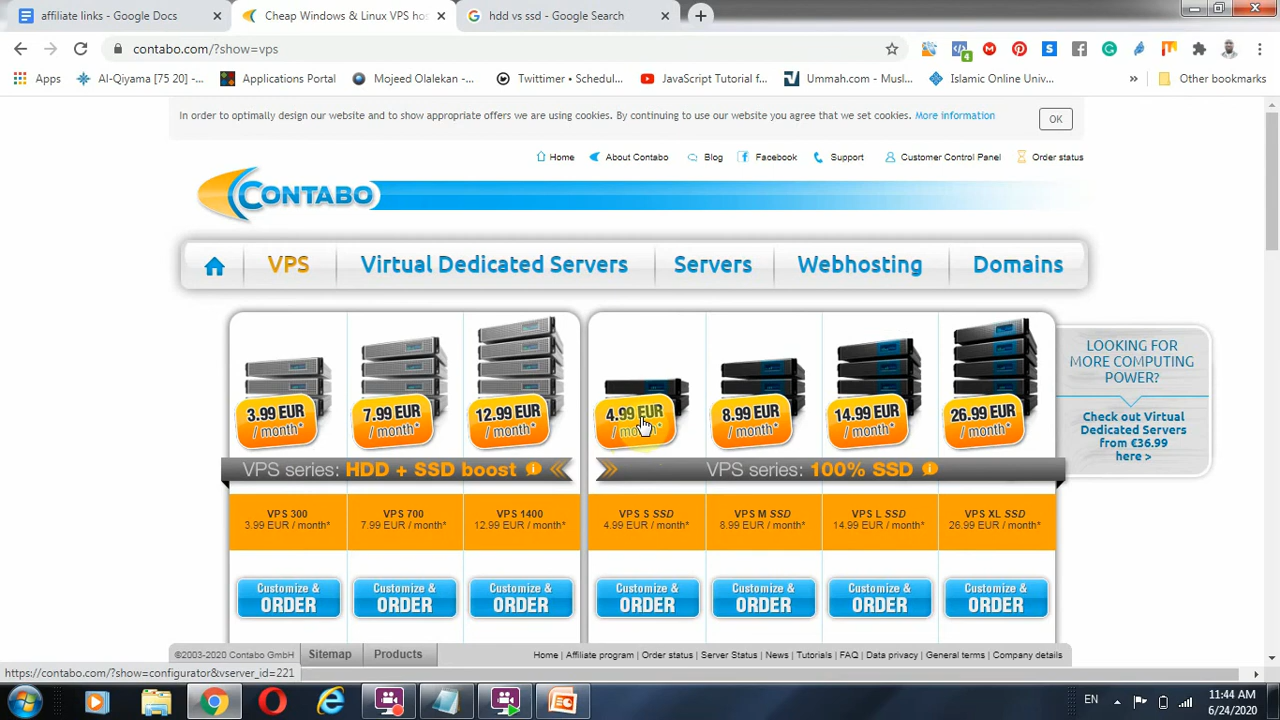 affiliate links - Google Docs
Cheap Windows & Linux VPS hos
hdd vs ssd - Google Search
contabo.com/?show=vps
4
Apps
Al-Qiyama [75 20] -...
Applications Portal
Mojeed Olalekan -...
Twittimer • Schedul...
JavaScript Tutorial f...
Ummah.com - Musl...
Islamic Online Univ...
»
Other bookmarks
In order to optimally design our website and to show appropriate offers we are using cookies. By continuing to use our website you agree that we set cookies. More information
OK
Home
About Contabo
Blog
Facebook
Support
Customer Control Panel
Order status
CONTABO
VPS
Virtual Dedicated Servers
Servers
Webhosting
Domains
3.99 EUR
/ month*
7.99 EUR
/ month*
12.99 EUR
/ month*
4.99 EUR
/ month*
8.99 EUR
/ month*
14.99 EUR
/ month*
26.99 EUR
/ month*
LOOKING FOR
MORE COMPUTING
POWER?
Check out Virtual
Dedicated Servers
from €36.99
here >
VPS series: HDD + SSD boost
VPS series: 100% SSD
VPS 300
3.99 EUR / month*
VPS 700
7.99 EUR / month*
VPS 1400
12.99 EUR / month*
VPS S SSD
4.99 EUR / month*
VPS M SSD
8.99 EUR / month*
VPS L SSD
14.99 EUR / month*
VPS XL SSD
26.99 EUR / month*
Customize &
ORDER
Customize &
ORDER
Customize &
ORDER
Customize &
ORDER
Customize &
ORDER
Customize &
ORDER
Customize &
ORDER
©2003-2020 Contabo GmbH
Sitemap
Products
Home | Affiliate program | Order status | Server Status | News | Tutorials | FAQ | Data privacy | General terms | Company details
https://contabo.com/?show=configurator&vserver_id=221
EN
11:44 AM
6/24/2020